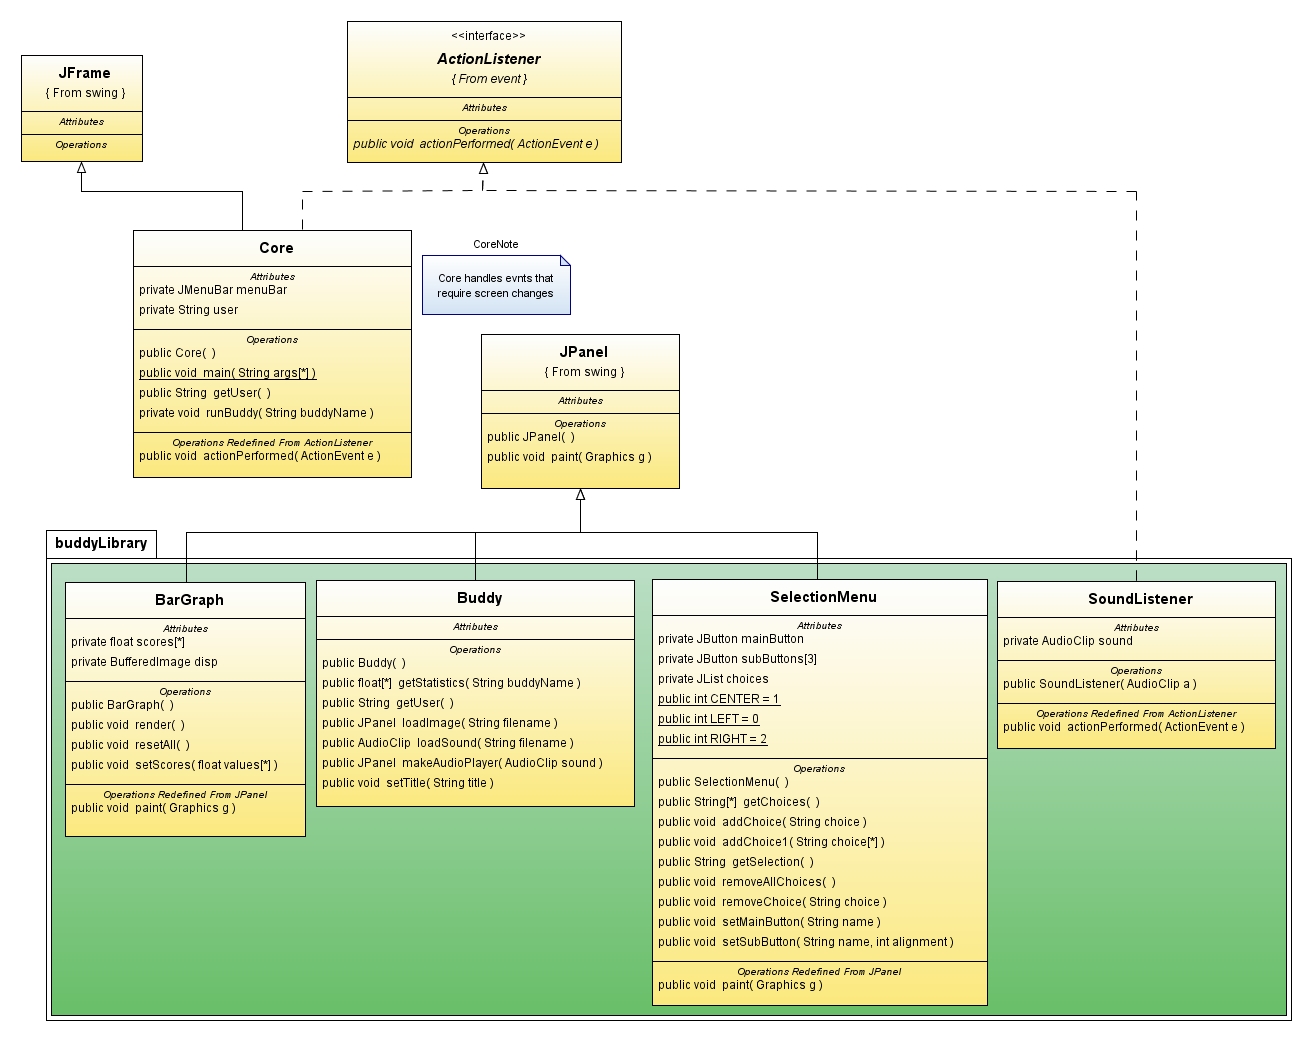 JFrame
{ From swing }
Attributes
Operations
<<interface>>
ActionListener
{ From event }
Attributes
Operations
public void actionPerformed( ActionEvent e )
Core
Attributes
private JMenuBar menuBar
private String user
Operations
public Core( )
public void main( String args[*] )
public String getUser( )
private void runBuddy( String buddyName )
Operations Redefined From ActionListener
public void actionPerformed( ActionEvent e )
CoreNote
Core handles evnts that
require screen changes
JPanel
{ From swing }
Attributes
Operations
public JPanel( )
public void paint( Graphics g )
buddyLibrary
BarGraph
Attributes
private float scores[*]
private BufferedImage disp
Operations
public BarGraph( )
public void render( )
public void resetAll( )
public void setScores( float values[*] )
Operations Redefined From JPanel
public void paint( Graphics g )
Buddy
Attributes
Operations
public Buddy( )
public float[*] getStatistics( String buddyName )
public String getUser( )
public JPanel loadImage( String filename )
public AudioClip loadSound( String filename )
public JPanel makeAudioPlayer( AudioClip sound )
public void setTitle( String title )
SelectionMenu
Attributes
private JButton mainButton
private JButton subButtons[3]
private JList choices
public int CENTER = 1
public int LEFT = 0
public int RIGHT = 2
Operations
public SelectionMenu( )
public String[*] getChoices( )
public void addChoice( String choice )
public void addChoice1( String choice[*] )
public String getSelection( )
public void removeAllChoices( )
public void removeChoice( String choice )
public void setMainButton( String name )
public void setSubButton( String name, int alignment )
Operations Redefined From JPanel
public void paint( Graphics g )
SoundListener
Attributes
private AudioClip sound
Operations
public SoundListener( AudioClip a )
Operations Redefined From ActionListener
public void actionPerformed( ActionEvent e )